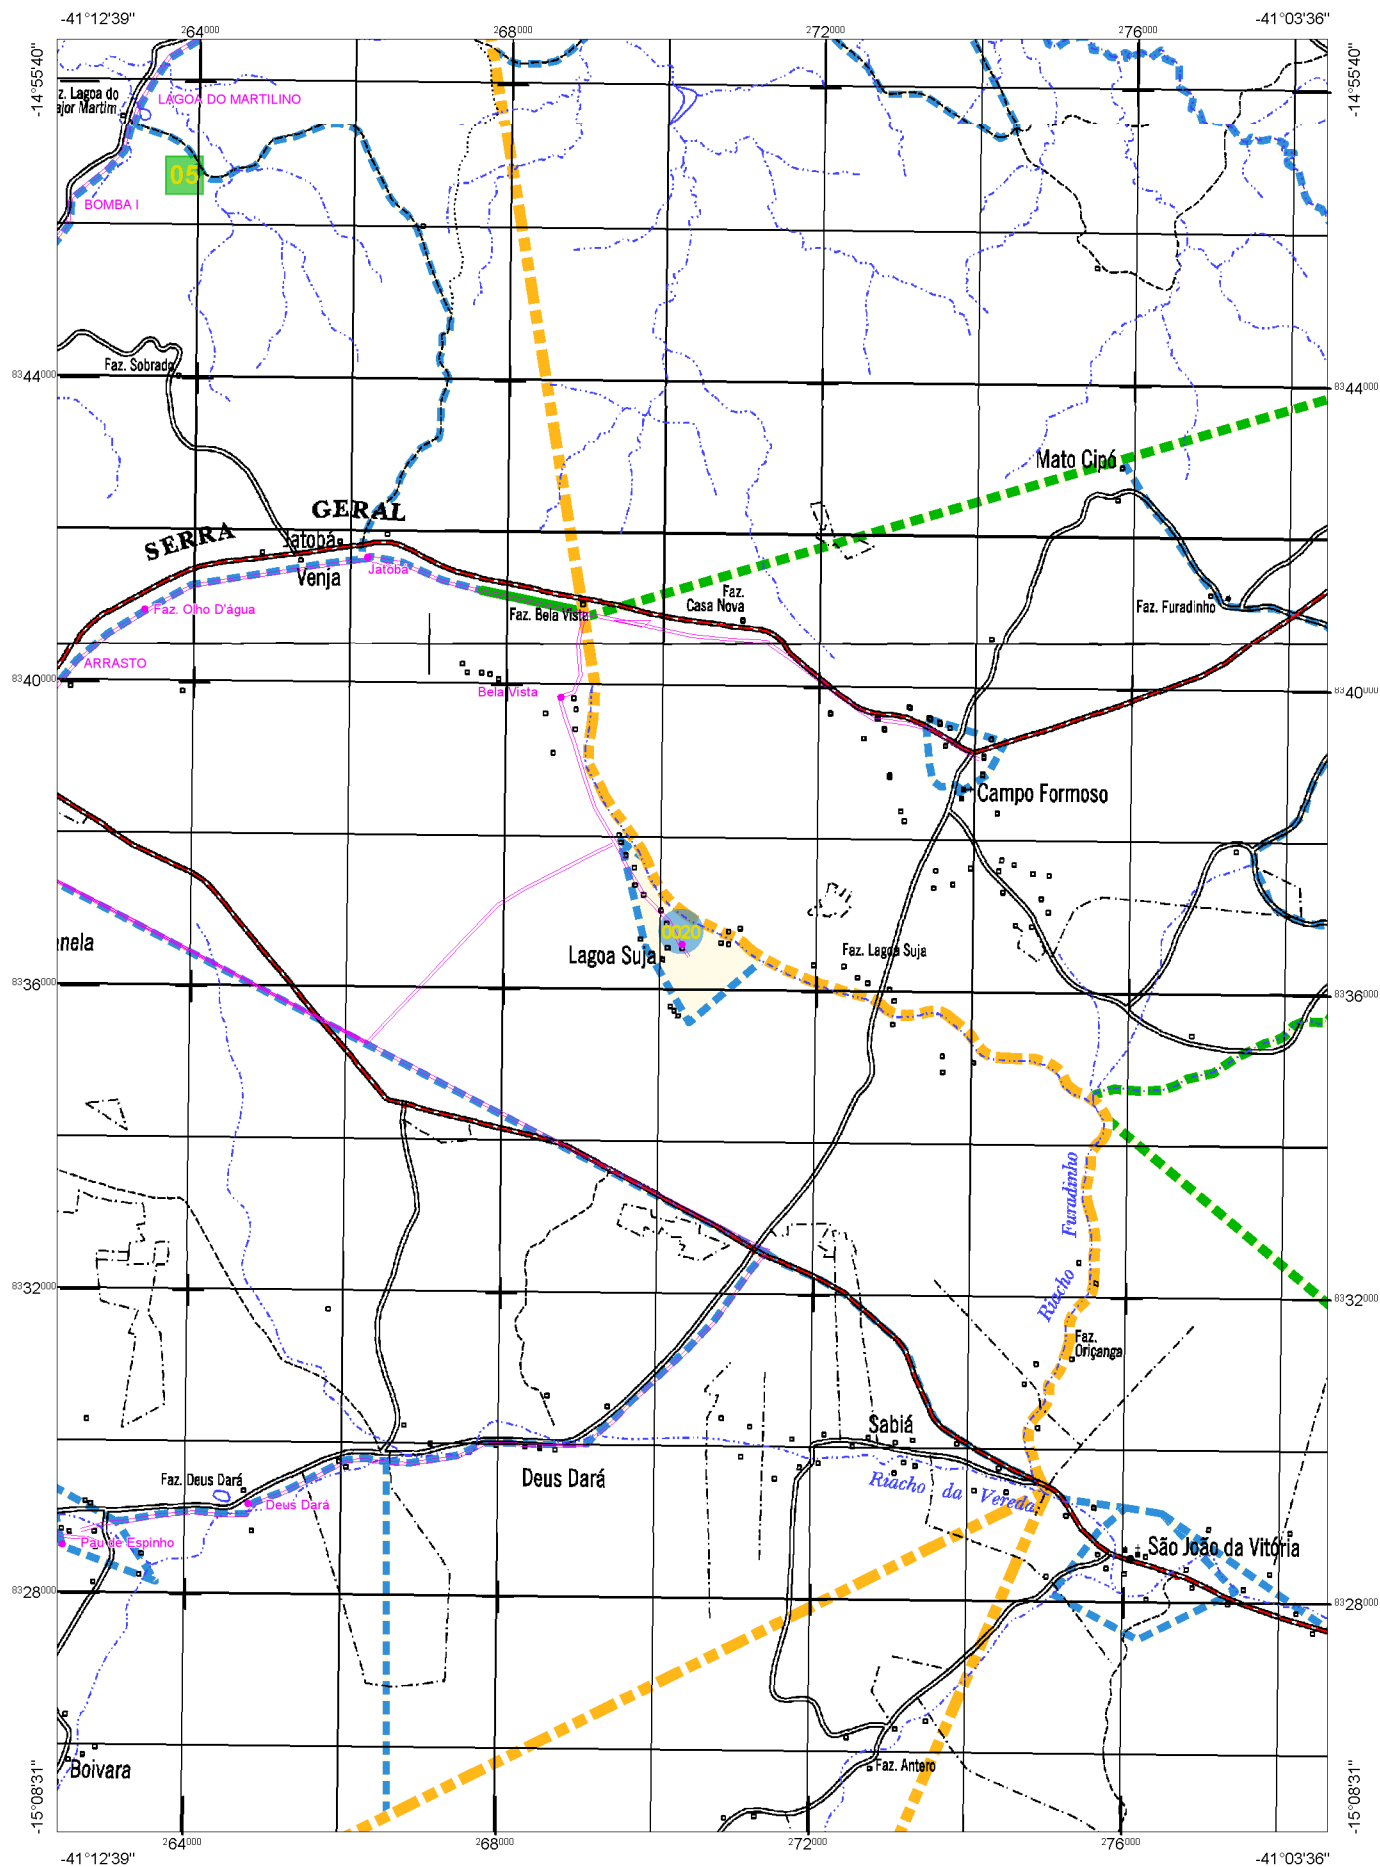 -41°12'39"
-41°03'36"
264000
268000
272000
276000
-14°55'40"
-14°55'40"
z. Lagoa do
ajor Martim
LAGOA DO MARTILINO
05
BOMBA I
Faz. Sobrado
8344000
8344000
Mato Cipó
SERRA GERAL
Jatobá
Venja
Jatobá
Faz. Olho D'água
Faz. Bela Vista
Faz.
Casa Nova
Faz. Furadinho
ARRASTO
8340000
8340000
Bela Vista
Campo Formoso
anela
0020
Lagoa Suja
Faz. Lagoa Suja
8336000
8336000
Riacho Furadinho
8332000
8332000
Faz.
Oriçanga
Sabiá
Deus Dará
Faz. Deus Dará
Deus Dará
Riacho da Vereda
Pau de Espinho
São João da Vitória
8328000
8328000
Boivara
Faz. Antero
-15°08'31"
-15°08'31"
264000
268000
272000
276000
-41°12'39"
-41°03'36"